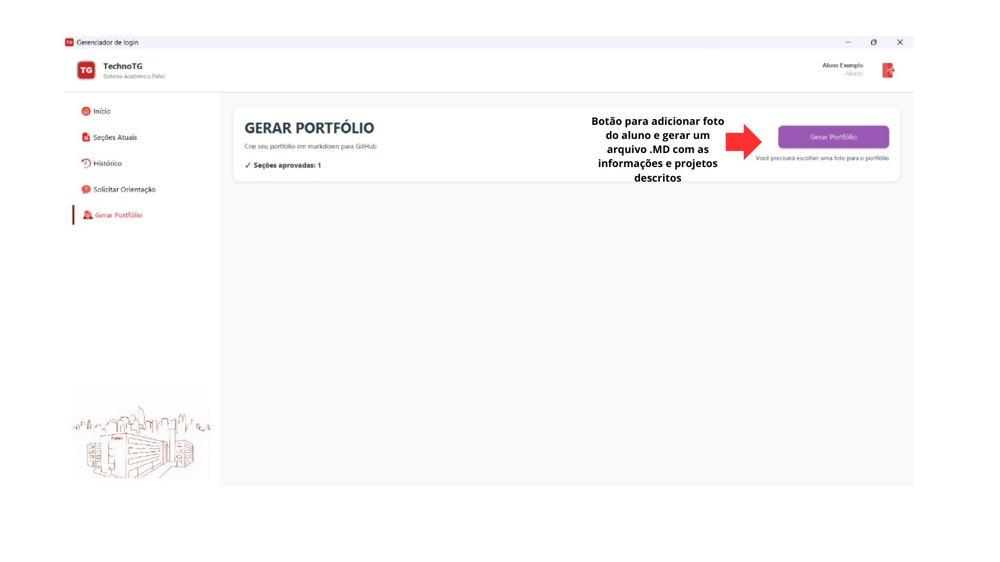 TG Gerenciador de login
TG
TechnoTG
Sistema Academico Fatec
Aluno Exemplo
Aluno
Início
Seções Atuais
Histórico
Solicitar Orientação
Gerar Portfólio
GERAR PORTFÓLIO
Crie seu portfólio em markdown para GitHub
✓ Seções aprovadas: 1
Botão para adicionar foto
do aluno e gerar um
arquivo .MD com as
informações e projetos
descritos
Gerar Portfólio
Você precisará escolher uma foto para o portfólio
Fatec